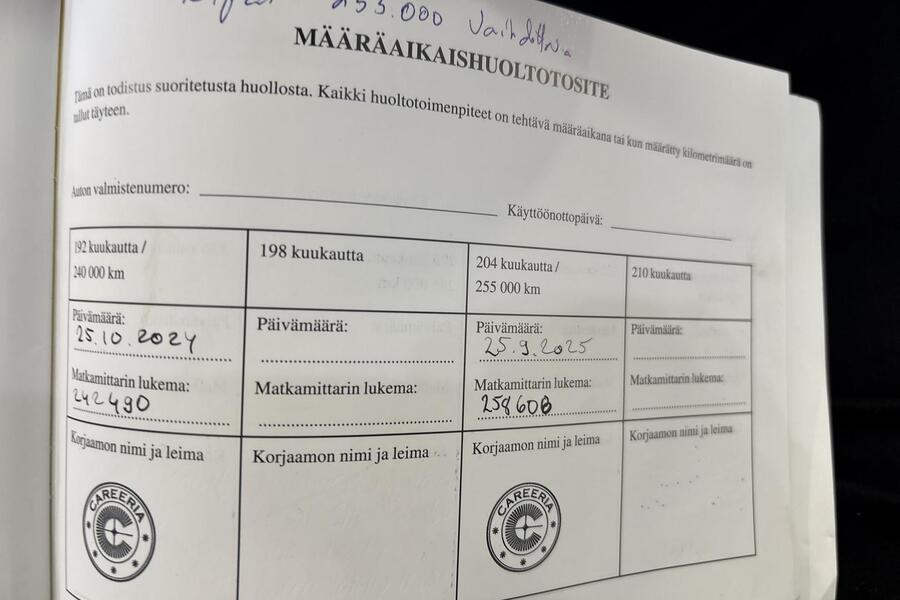 255.000 Vaihdettu
MÄÄRÄAIKAISHUOLTOTOSITE
Tämä on todistus suoritetusta huollosta. Kaikki huoltotoimenpiteet on tehtävä määräaikana tai kun määrätty kilometrimäärä on
tullut täyteen.
Auton valmistenumero:
Käyttöönottopäivä:
192 kuukautta /
240 000 km
198 kuukautta
204 kuukautta /
255 000 km
210 kuukautta
Päivämäärä:
25.10.2024
Päivämäärä:
Päivämäärä:
25.9.2025
Päivämäärä:
Matkamittarin lukema:
242490
Matkamittarin lukema:
Matkamittarin lukema:
258608
Matkamittarin lukema:
Korjaamon nimi ja leima
Korjaamon nimi ja leima
Korjaamon nimi ja leima
Korjaamon nimi ja leima
CAREERIA
CAREERIA